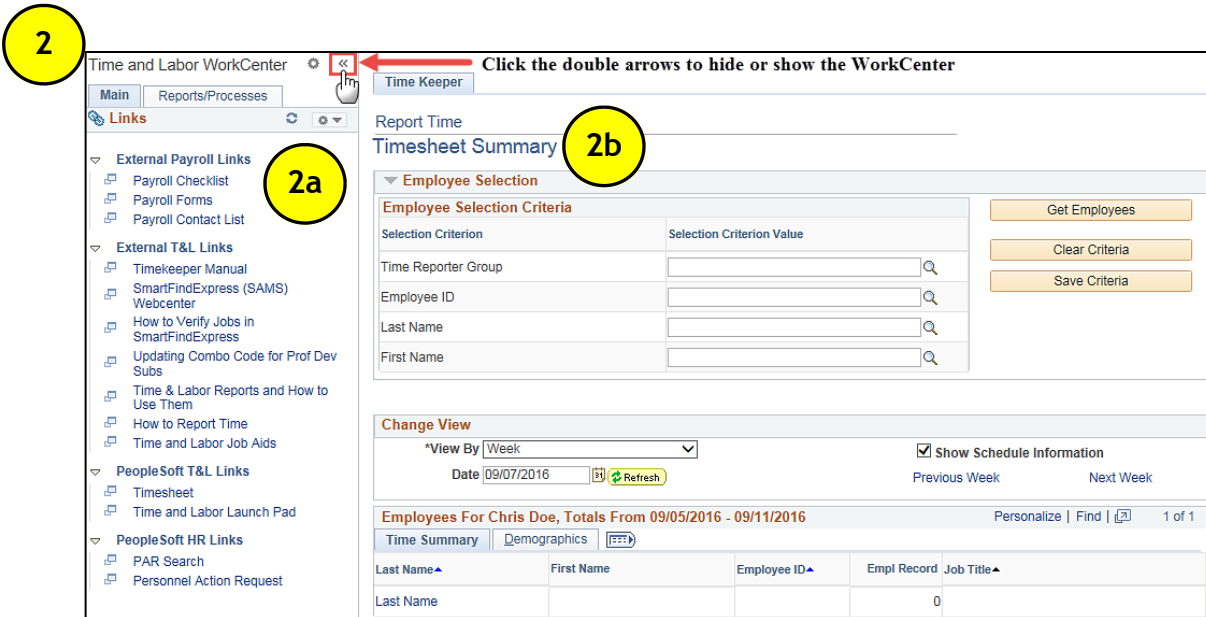 2
Time and Labor WorkCenter
«
Click the double arrows to hide or show the WorkCenter
Main
Reports/Processes
Links
2a
External Payroll Links
Payroll Checklist
Payroll Forms
Payroll Contact List
External T&L Links
Timekeeper Manual
SmartFindExpress (SAMS)
Webcenter
How to Verify Jobs in
SmartFindExpress
Updating Combo Code for Prof Dev
Subs
Time & Labor Reports and How to
Use Them
How to Report Time
Time and Labor Job Aids
PeopleSoft T&L Links
Timesheet
Time and Labor Launch Pad
PeopleSoft HR Links
PAR Search
Personnel Action Request
Time Keeper
Report Time
Timesheet Summary
2b
Employee Selection
Employee Selection Criteria
Selection Criterion
Selection Criterion Value
Time Reporter Group
Employee ID
Last Name
First Name
Get Employees
Clear Criteria
Save Criteria
Change View
*View By Week
Show Schedule Information
Date 09/07/2016
31
Refresh
Previous Week
Next Week
Employees For Chris Doe, Totals From 09/05/2016 - 09/11/2016
Personalize | Find |
1 of 1
Time Summary
Demographics
Last Name
First Name
Employee ID
Empl Record
Job Title
Last Name
0